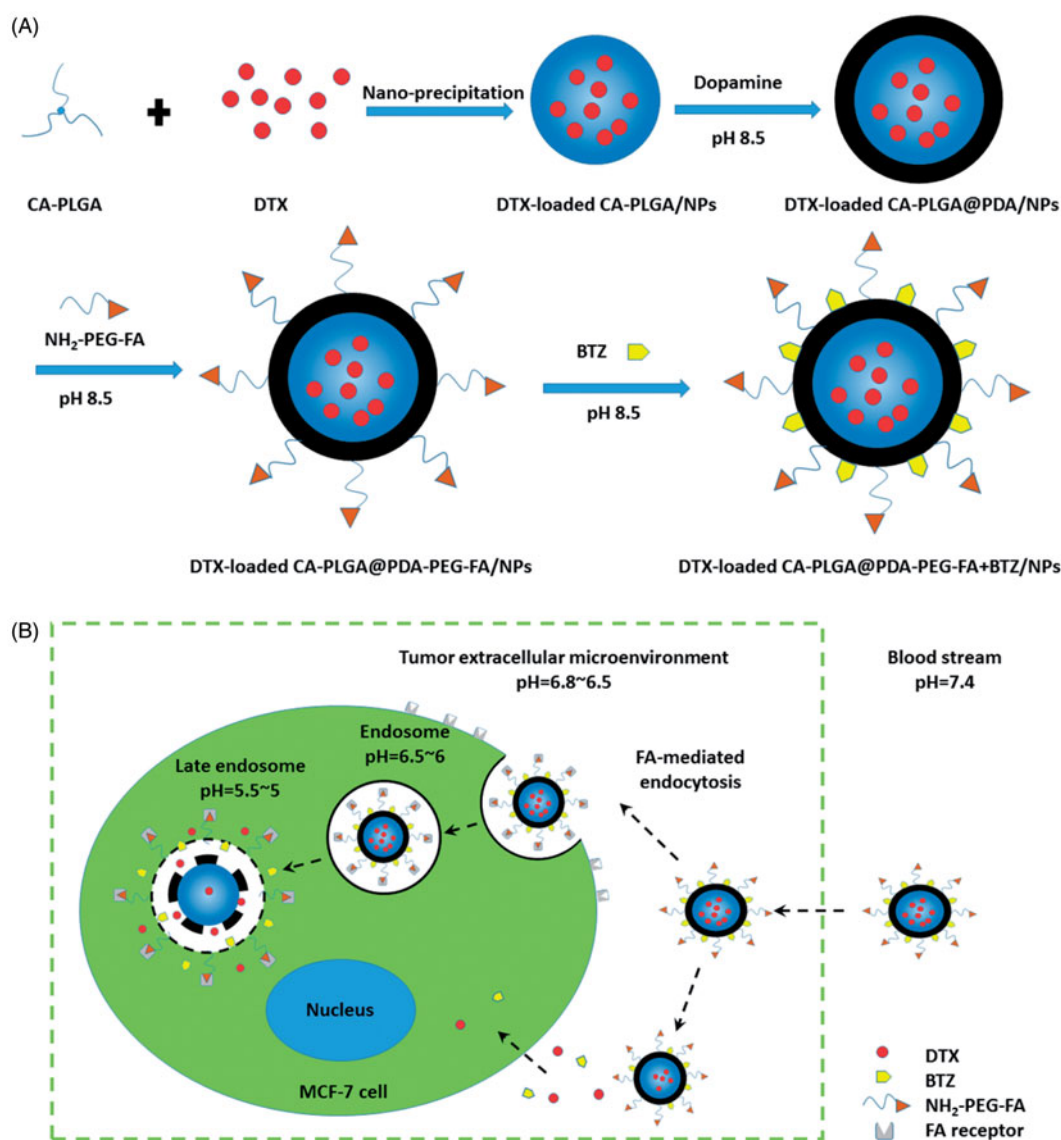 (A)
Nano-precipitation
Dopamine
pH 8.5
CA-PLGA
DTX
DTX-loaded CA-PLGA/NPs
DTX-loaded CA-PLGA@PDA/NPs
NH₂-PEG-FA
pH 8.5
BTZ
pH 8.5
DTX-loaded CA-PLGA@PDA-PEG-FA/NPs
DTX-loaded CA-PLGA@PDA-PEG-FA+BTZ/NPs
(B)
Tumor extracellular microenvironment
pH=6.8~6.5
Blood stream
pH=7.4
Endosome
pH=6.5~6
Late endosome
pH=5.5~5
FA-mediated
endocytosis
Nucleus
MCF-7 cell
DTX
BTZ
NH₂-PEG-FA
FA receptor